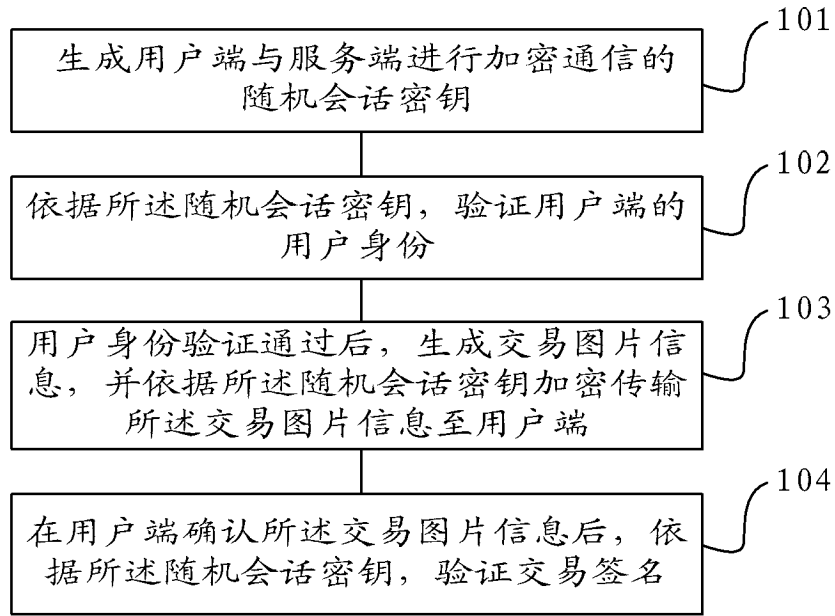 101
生成用户端与服务端进行加密通信的
随机会话密钥
102
依据所述随机会话密钥，验证用户端的
用户身份
103
用户身份验证通过后，生成交易图片信
息，并依据所述随机会话密钥加密传输
所述交易图片信息至用户端
104
在用户端确认所述交易图片信息后，依
据所述随机会话密钥，验证交易签名